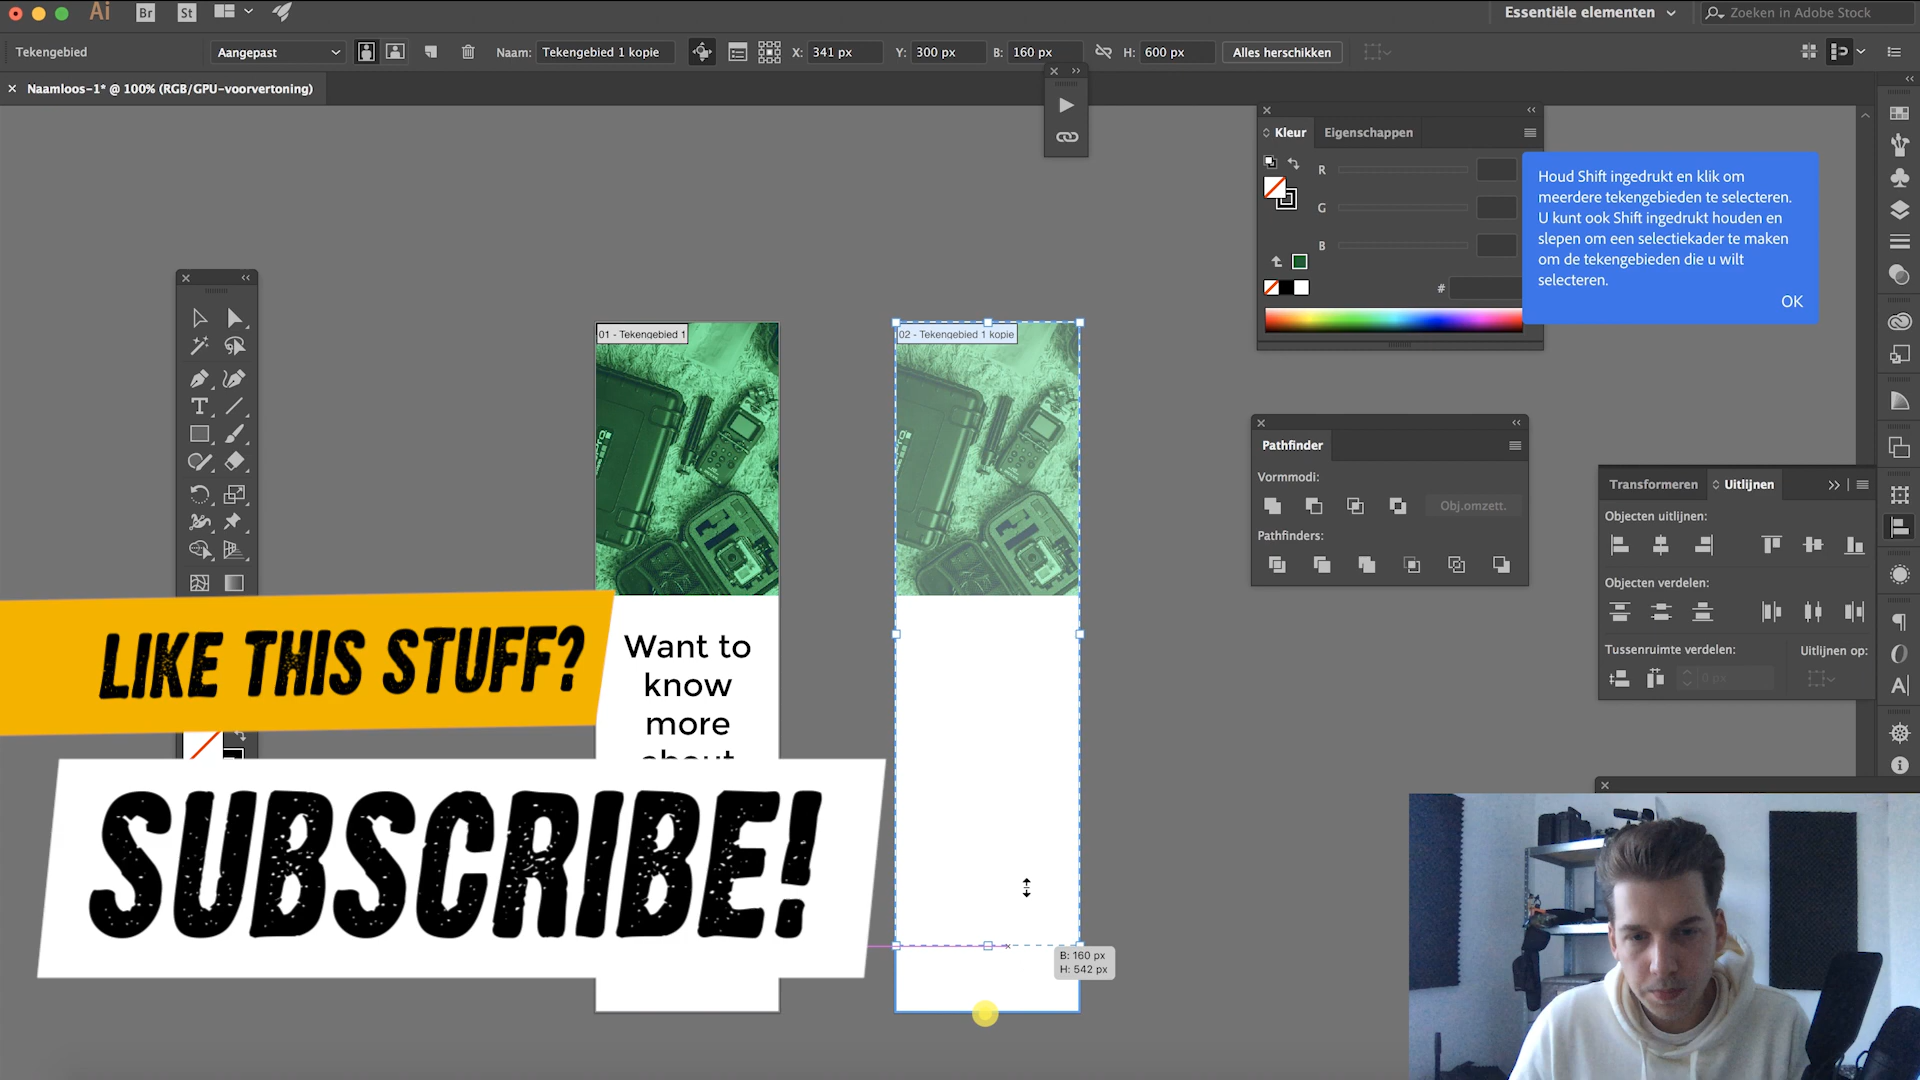 Ai
Br
St
Essentiële elementen
Zoeken in Adobe Stock
Tekengebied
Aangepast
Naam: Tekengebied 1 kopie
X: 341 px
Y: 300 px
B: 160 px
H: 600 px
Alles herschikken
Naamloos-1* @ 100% (RGB/GPU-voorvertoning)
Kleur
Eigenschappen
R
G
B
#
Houd Shift ingedrukt en klik om
meerdere tekengebieden te selecteren.
U kunt ook Shift ingedrukt houden en
slepen om een selectiekader te maken
om de tekengebieden die u wilt
selecteren.
OK
01 - Tekengebied 1
02 - Tekengebied 1 kopie
Pathfinder
Vormmodi:
Obj.omzett.
Pathfinders:
Transformeren
Uitlijnen
Objecten uitlijnen:
Objecten verdelen:
Tussenruimte verdelen:
Uitlijnen op:
0 px
Want to
know
more
about
LIKE THIS STUFF?
SUBSCRIBE!
B: 160 px
H: 542 px